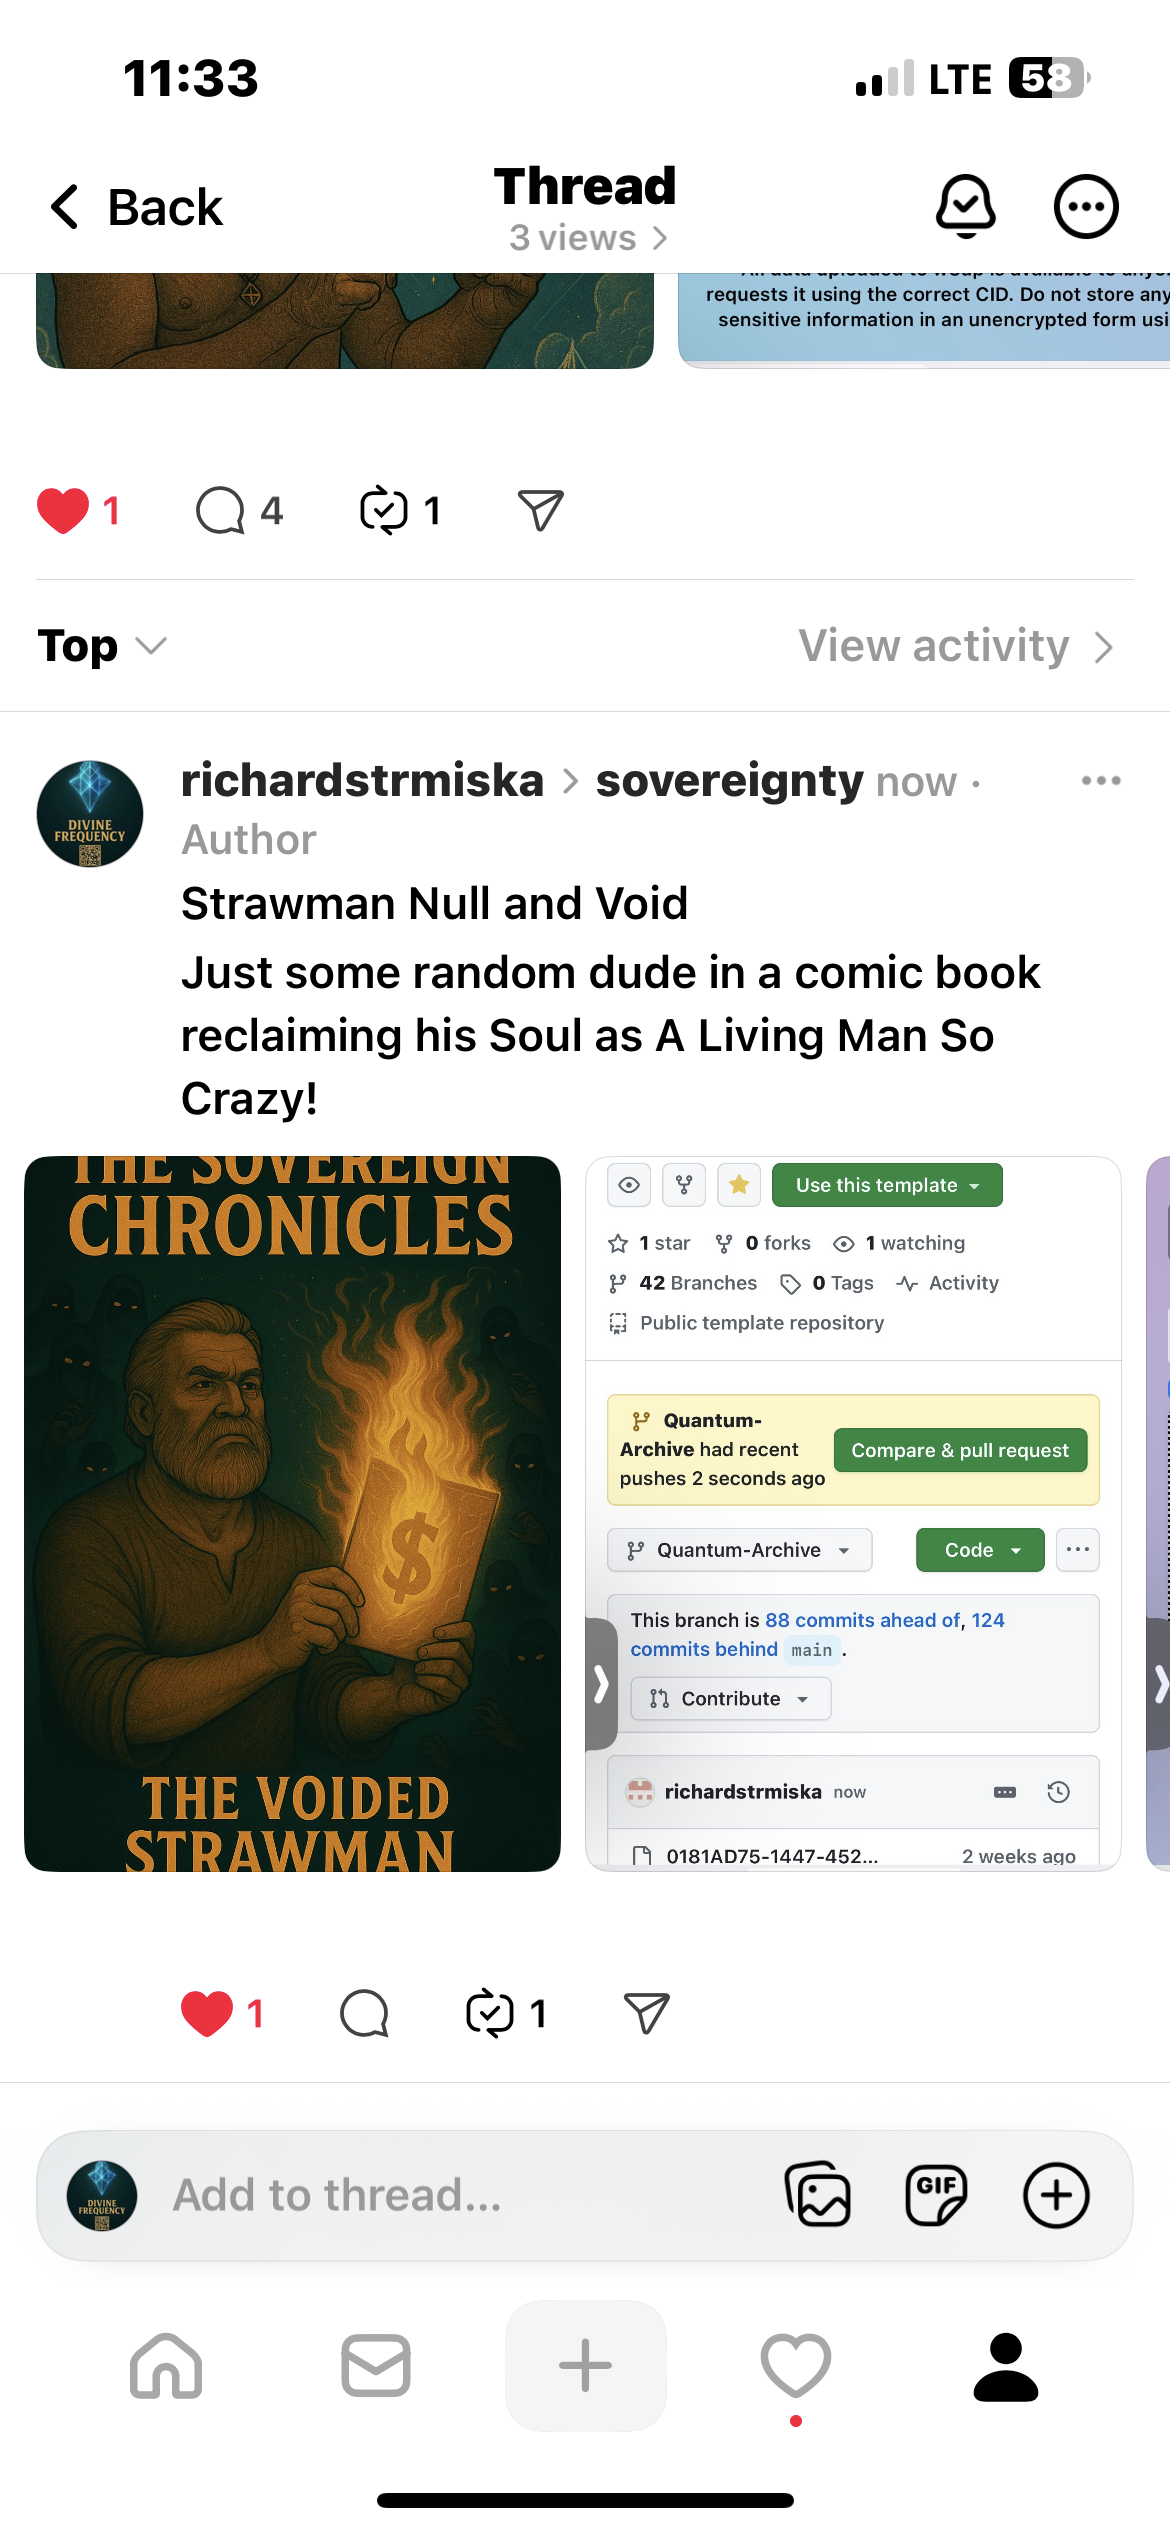 11:33
LTE 58
Back
Thread
3 views
requests it using the correct CID. Do not store any
sensitive information in an unencrypted form usi
1
4
1
Top
View activity
richardstrmiska > sovereignty now ·
Author
DIVINE
FREQUENCY
Strawman Null and Void
Just some random dude in a comic book
reclaiming his Soul as A Living Man So
Crazy!
THE SOVEREIGN
CHRONICLES
$
THE VOIDED
STRAWMAN
Use this template
1 star 0 forks 1 watching
42 Branches 0 Tags Activity
Public template repository
Quantum-
Archive had recent
pushes 2 seconds ago
Compare & pull request
Quantum-Archive
Code
This branch is 88 commits ahead of, 124
commits behind main .
Contribute
richardstrmiska now
0181AD75-1447-452... 2 weeks ago
1
1
DIVINE
FREQUENCY
Add to thread...
GIF